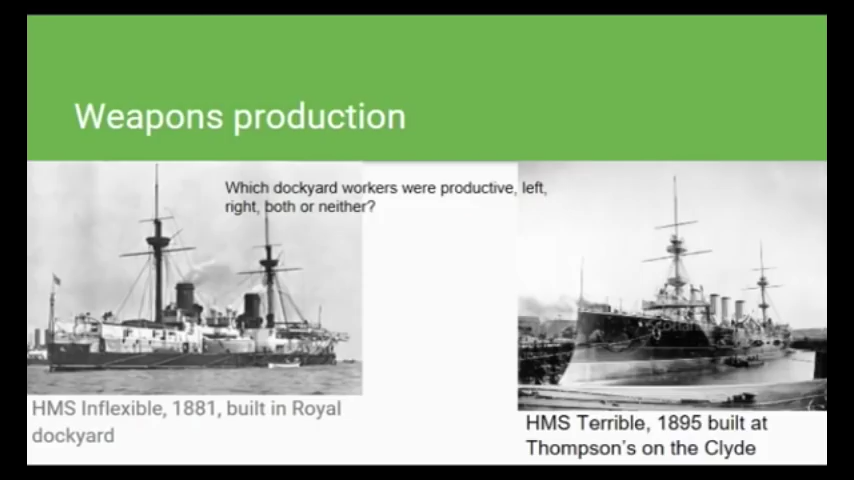 Weapons production
Which dockyard workers were productive, left,
right, both or neither?
HMS Inflexible, 1881, built in Royal
dockyard
HMS Terrible, 1895 built at
Thompson's on the Clyde